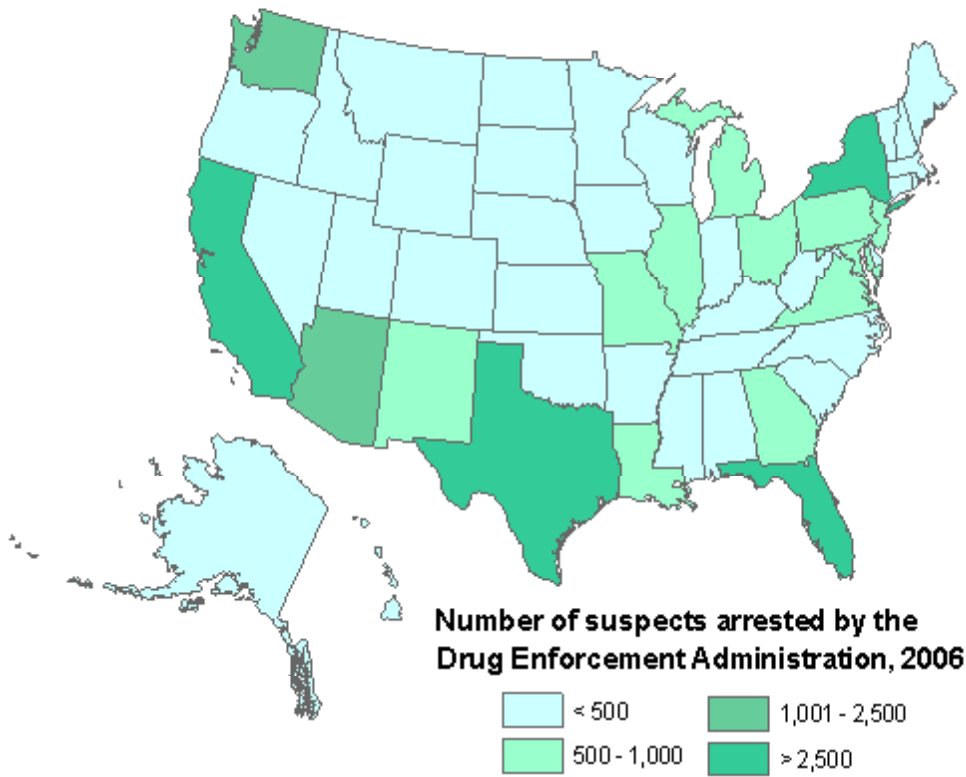 Number of suspects arrested by the
Drug Enforcement Administration, 2006
< 500
1,001 - 2,500
500 - 1,000
> 2,500